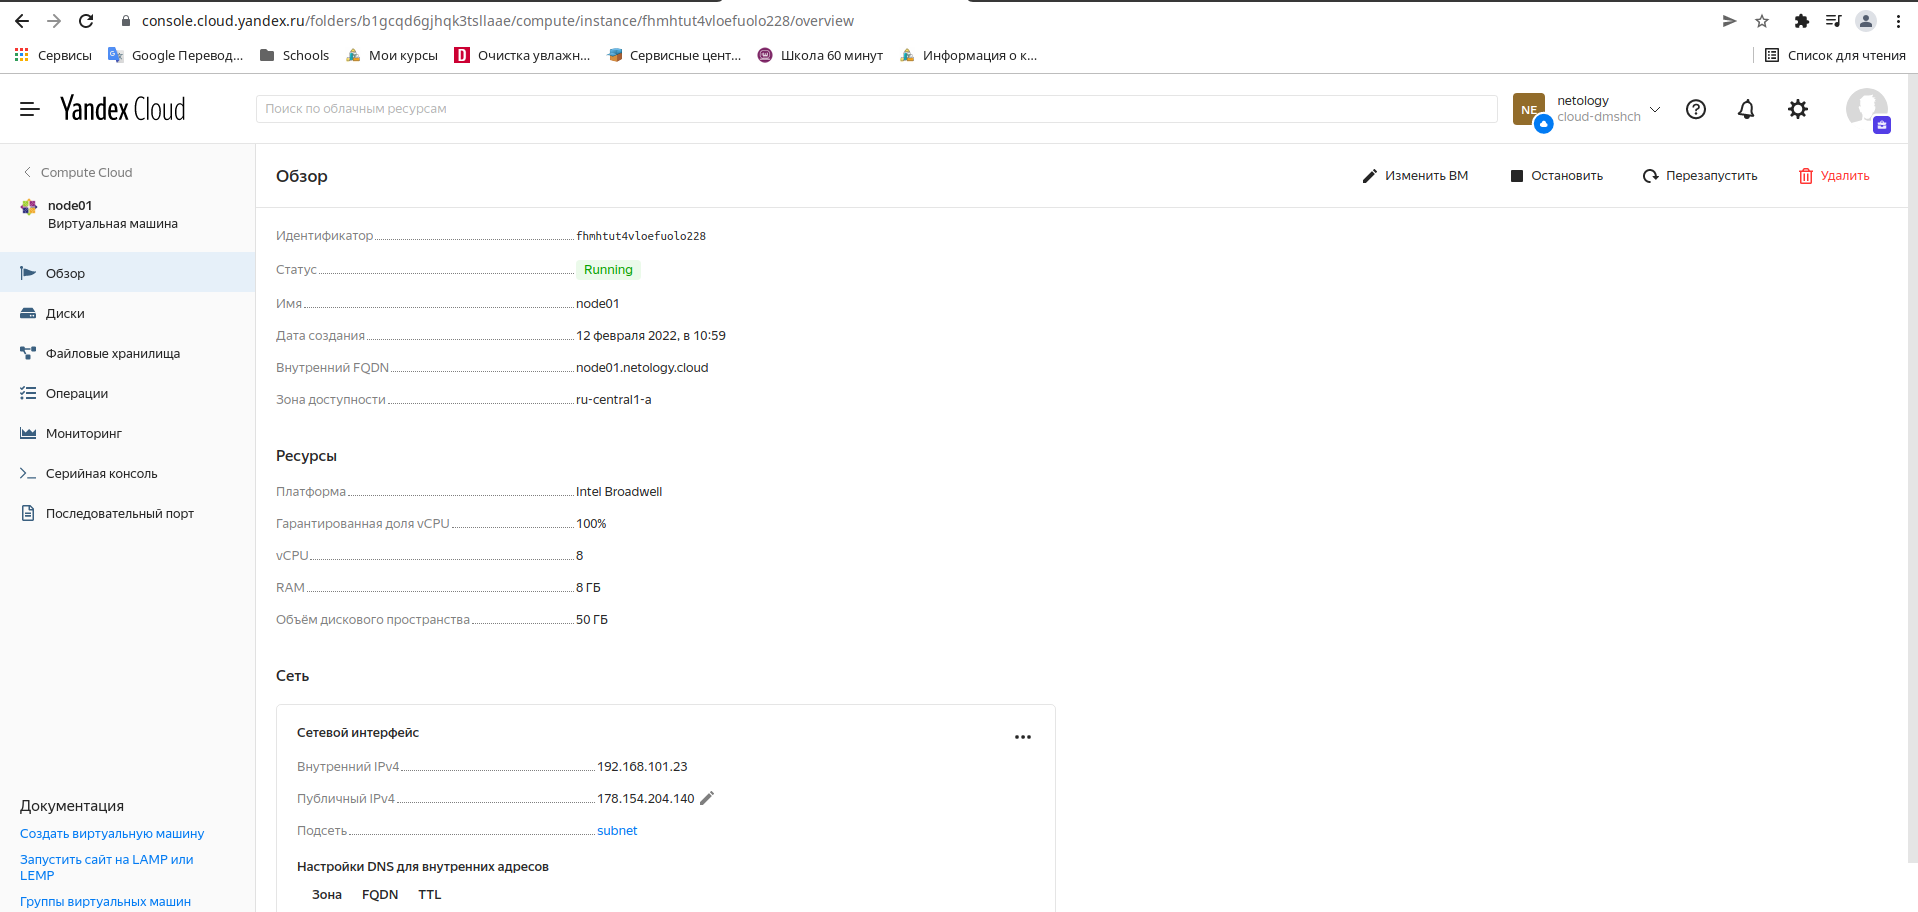 console.cloud.yandex.ru/folders/b1gcqd6gjhqk3tsllaae/compute/instance/fhmhtut4vloefuolo228/overview
Сервисы Google Перевод... Schools Мои курсы Очистка увлажн... Сервисные цент... Школа 60 минут Информация о к... Список для чтения
Yandex Cloud
Поиск по облачным ресурсам
NE
netology
cloud-dmshch
Compute Cloud
node01
Виртуальная машина
Обзор
Диски
Файловые хранилища
Операции
Мониторинг
Серийная консоль
Последовательный порт
Документация
Создать виртуальную машину
Запустить сайт на LAMP или
LEMP
Группы виртуальных машин
Обзор
Изменить ВМ Остановить Перезапустить Удалить
Идентификатор fhmhtut4vloefuolo228
Статус Running
Имя node01
Дата создания 12 февраля 2022, в 10:59
Внутренний FQDN node01.netology.cloud
Зона доступности ru-central1-a
Ресурсы
Платформа Intel Broadwell
Гарантированная доля vCPU 100%
vCPU 8
RAM 8 ГБ
Объём дискового пространства 50 ГБ
Сеть
Сетевой интерфейс
Внутренний IPv4 192.168.101.23
Публичный IPv4 178.154.204.140
Подсеть subnet
Настройки DNS для внутренних адресов
Зона FQDN TTL